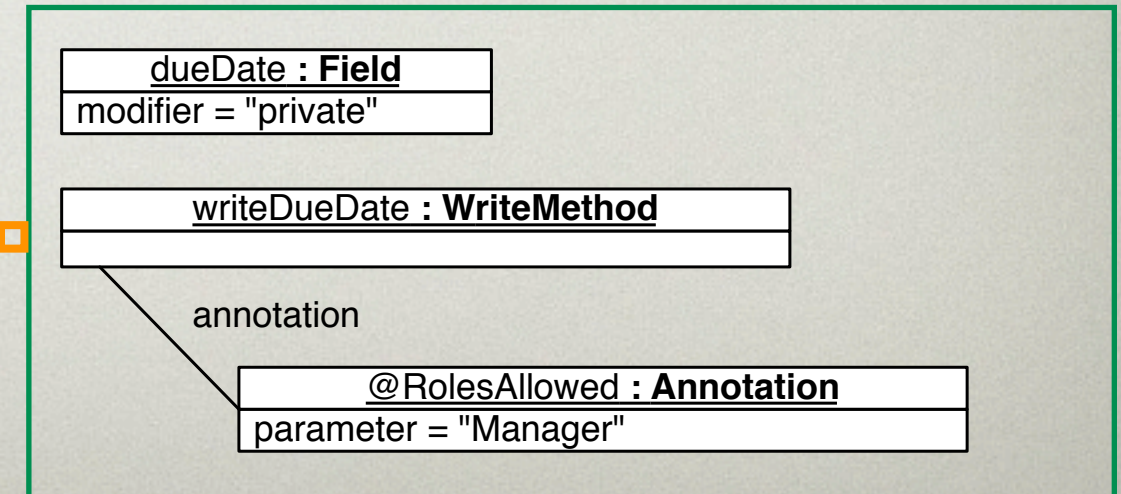 dueDate : Field
modifier = "private"
writeDueDate : WriteMethod
annotation
@RolesAllowed : Annotation
parameter = "Manager"